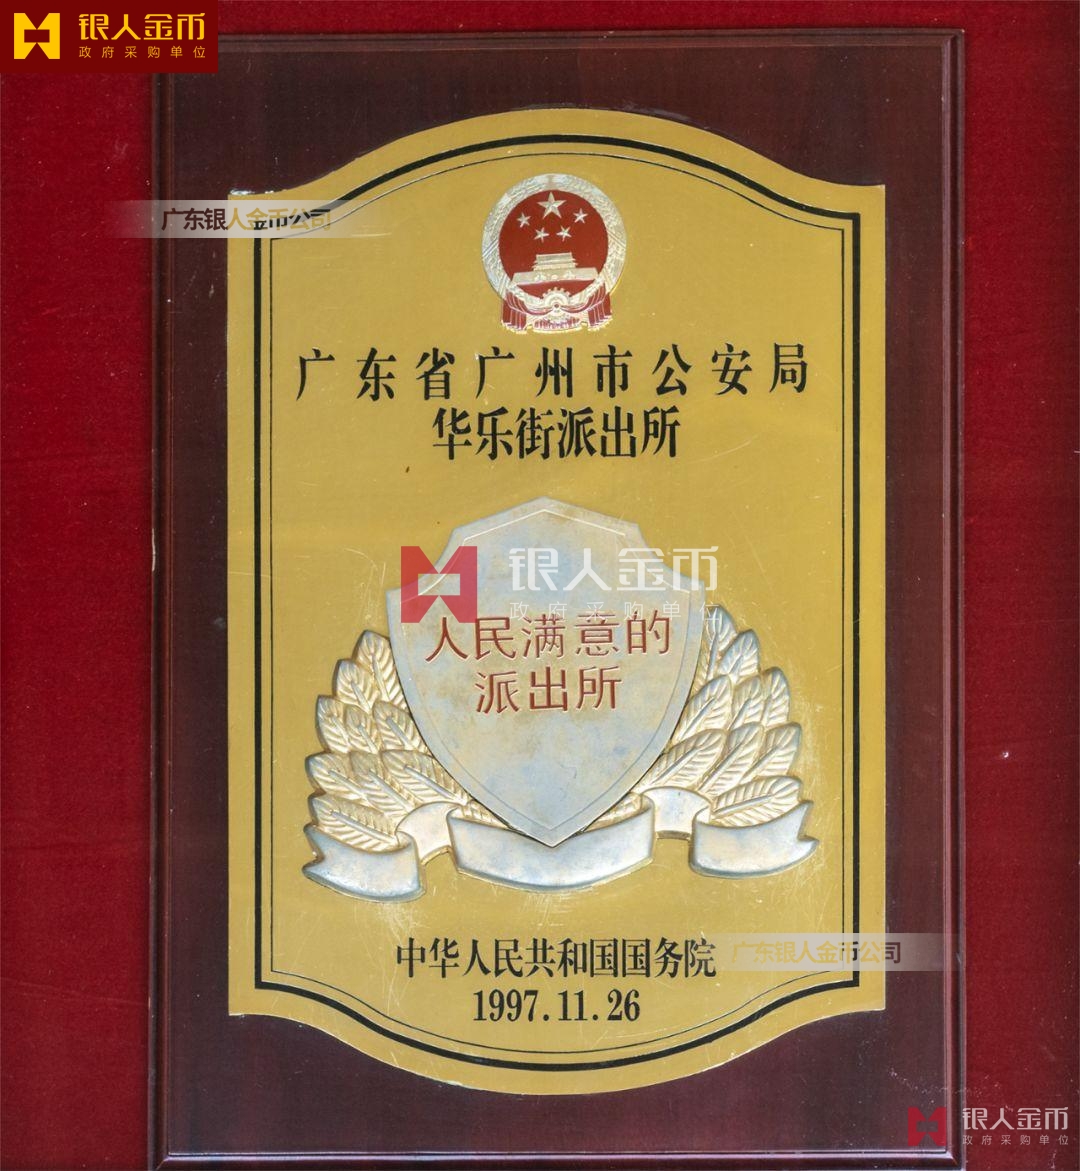 银人金币
政府采购单位
广东银人金币公司
广东省广州市公安局
华乐街派出所
银人金币
政府采购单位
人民满意的
派出所
中华人民共和国国务院
广东银人金币公司
1997.11.26
银人金币
政府采购单位